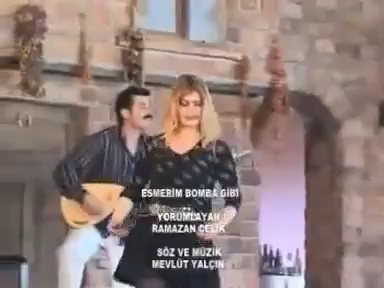 ESMERİM BOMBA GİBİ
YORUMLAYAN
RAMAZAN ÇELİK
SÖZ VE MÜZİK
MEVLÜT YALÇIN